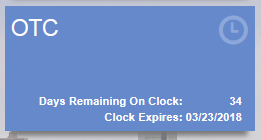 OTC
Days Remaining On Clock: 34
Clock Expires: 03/23/2018